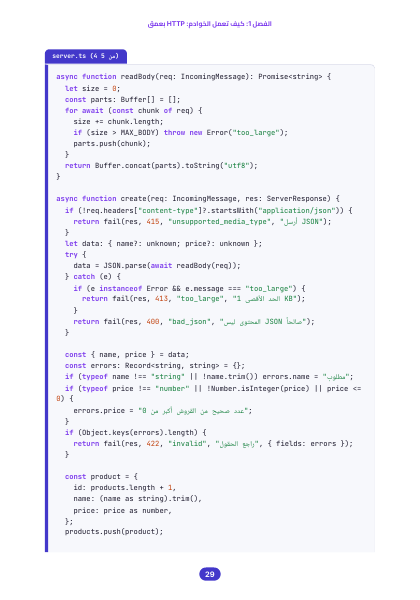 الفصل 1: كيف تعمل الخوادم: HTTP بعمق
server.ts (4 من 5)
async function readBody(req: IncomingMessage): Promise<string> {
  let size = 0;
  const parts: Buffer[] = [];
  for await (const chunk of req) {
    size += chunk.length;
    if (size > MAX_BODY) throw new Error("too_large");
    parts.push(chunk);
  }
  return Buffer.concat(parts).toString("utf8");
}
async function create(req: IncomingMessage, res: ServerResponse) {
  if (!req.headers["content-type"]?.startsWith("application/json")) {
    return fail(res, 415, "unsupported_media_type", "أرسل JSON");
  }
  let data: { name?: unknown; price?: unknown };
  try {
    data = JSON.parse(await readBody(req));
  } catch (e) {
    if (e instanceof Error && e.message === "too_large") {
      return fail(res, 413, "too_large", "الحد الأقصى 1 KB");
    }
    return fail(res, 400, "bad_json", "المحتوى ليس JSON صالحاً");
  }
  const { name, price } = data;
  const errors: Record<string, string> = {};
  if (typeof name !== "string" || !name.trim()) errors.name = "مطلوب";
  if (typeof price !== "number" || !Number.isInteger(price) || price <=
0) {
    errors.price = "عدد صحيح من القروش أكبر من 0";
  }
  if (Object.keys(errors).length) {
    return fail(res, 422, "invalid", "راجع الحقول", { fields: errors });
  }
  const product = {
    id: products.length + 1,
    name: (name as string).trim(),
    price: price as number,
  };
  products.push(product);
29